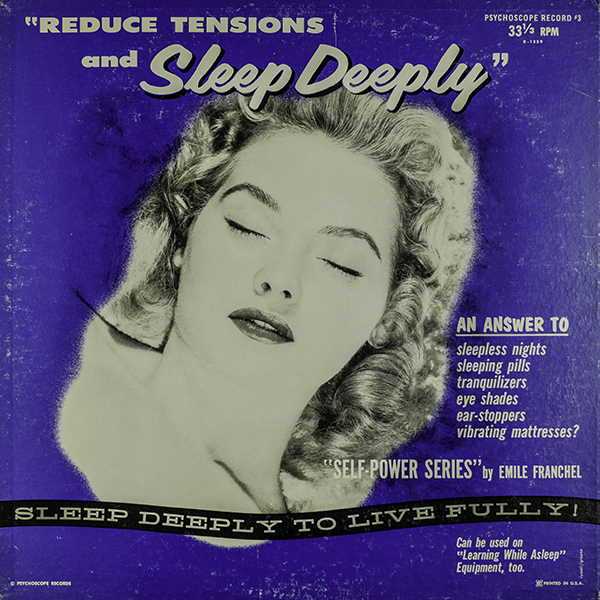 "REDUCE TENSIONS
and Sleep Deeply"
PSYCHOSCOPE RECORD #3
33⅓ RPM
K-1559
AN ANSWER TO
sleepless nights
sleeping pills
tranquilizers
eye shades
ear-stoppers
vibrating mattresses?
"SELF-POWER SERIES" by EMILE FRANCHEL
SLEEP DEEPLY TO LIVE FULLY!
Can be used on
"Learning While Asleep"
Equipment, too.
© PSYCHOSCOPE RECORDS
PRINTED IN U.S.A.